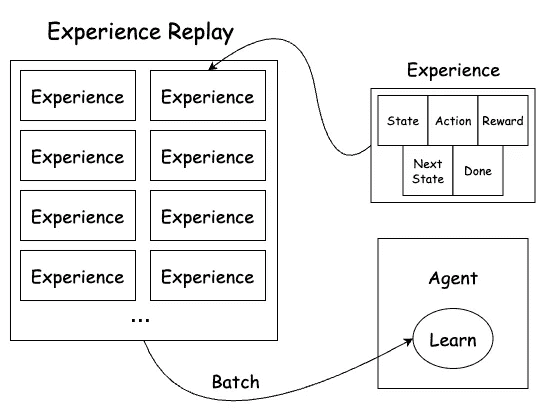 Experience Replay
Experience
Experience
Experience
Experience
Experience
Experience
Experience
Experience
...
Experience
State
Action
Reward
Next
State
Done
Agent
Learn
Batch